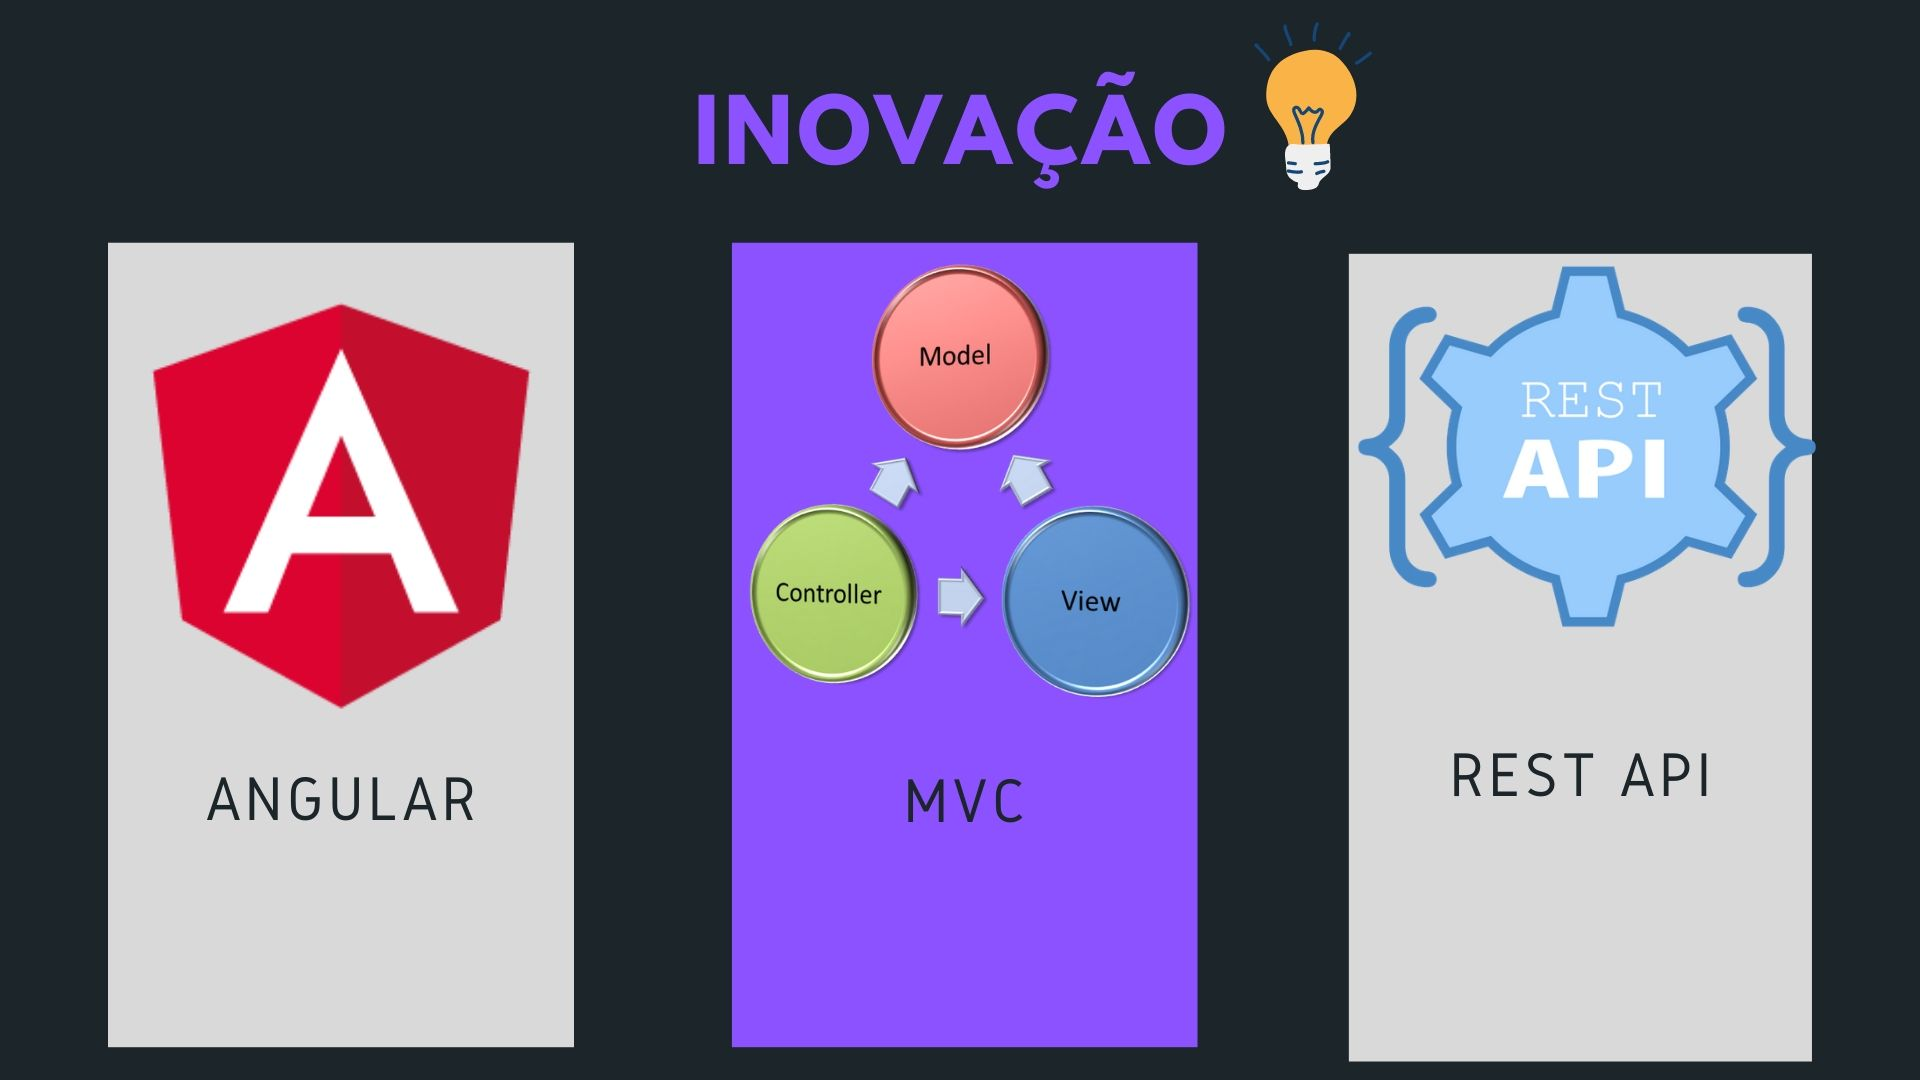 INOVAÇÃO
A
ANGULAR
Model
Controller
View
MVC
REST
API
REST API